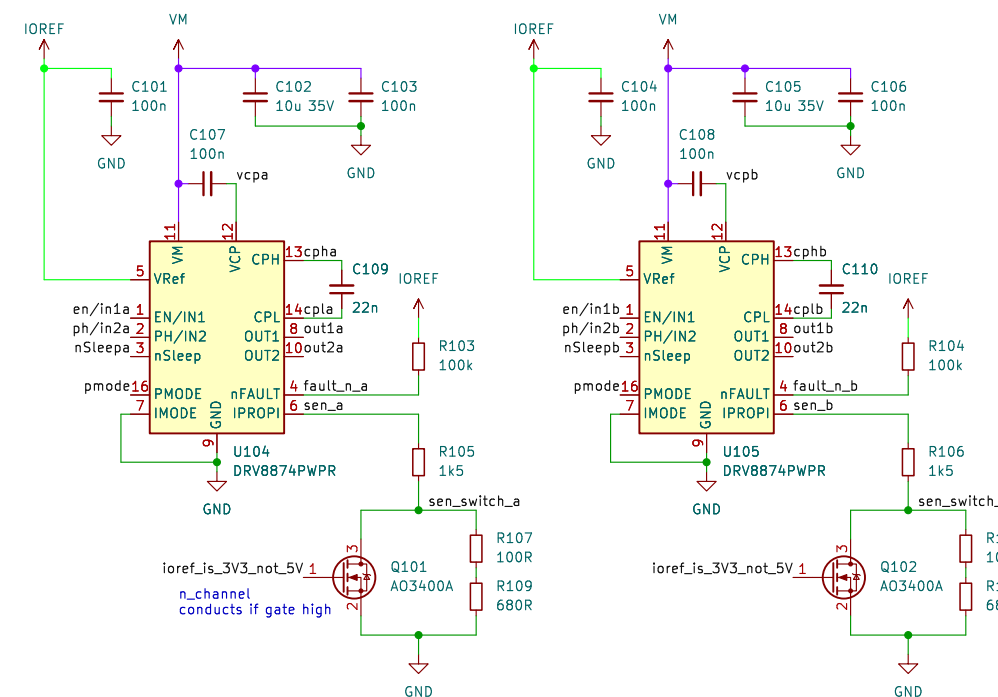 IOREF
VM
C101
100n
C102
10u 35V
C103
100n
GND
GND
C107
100n
vcpa
11
12
VM
VCP
CPH
13
cpha
5
VRef
C109
22n
IOREF
en/in1a
1
EN/IN1
CPL
14
cpla
ph/in2a
2
PH/IN2
OUT1
8
out1a
nSleepa
3
nSleep
OUT2
10
out2a
R103
100k
pmode
16
PMODE
nFAULT
4
fault_n_a
7
IMODE
GND
IPROPI
6
sen_a
9
U104
DRV8874PWPR
GND
R105
1k5
sen_switch_a
ioref_is_3V3_not_5V
1
3
2
Q101
AO3400A
R107
100R
R109
680R
n_channel
conducts if gate high
GND
IOREF
VM
C104
100n
C105
10u 35V
C106
100n
GND
GND
C108
100n
vcpb
11
12
VM
VCP
CPH
13
cphb
5
VRef
C110
22n
IOREF
en/in1b
1
EN/IN1
CPL
14
cplb
ph/in2b
2
PH/IN2
OUT1
8
out1b
nSleepb
3
nSleep
OUT2
10
out2b
R104
100k
pmode
16
PMODE
nFAULT
4
fault_n_b
7
IMODE
GND
IPROPI
6
sen_b
9
U105
DRV8874PWPR
GND
R106
1k5
sen_switch_
ioref_is_3V3_not_5V
1
3
2
Q102
AO3400A
GND